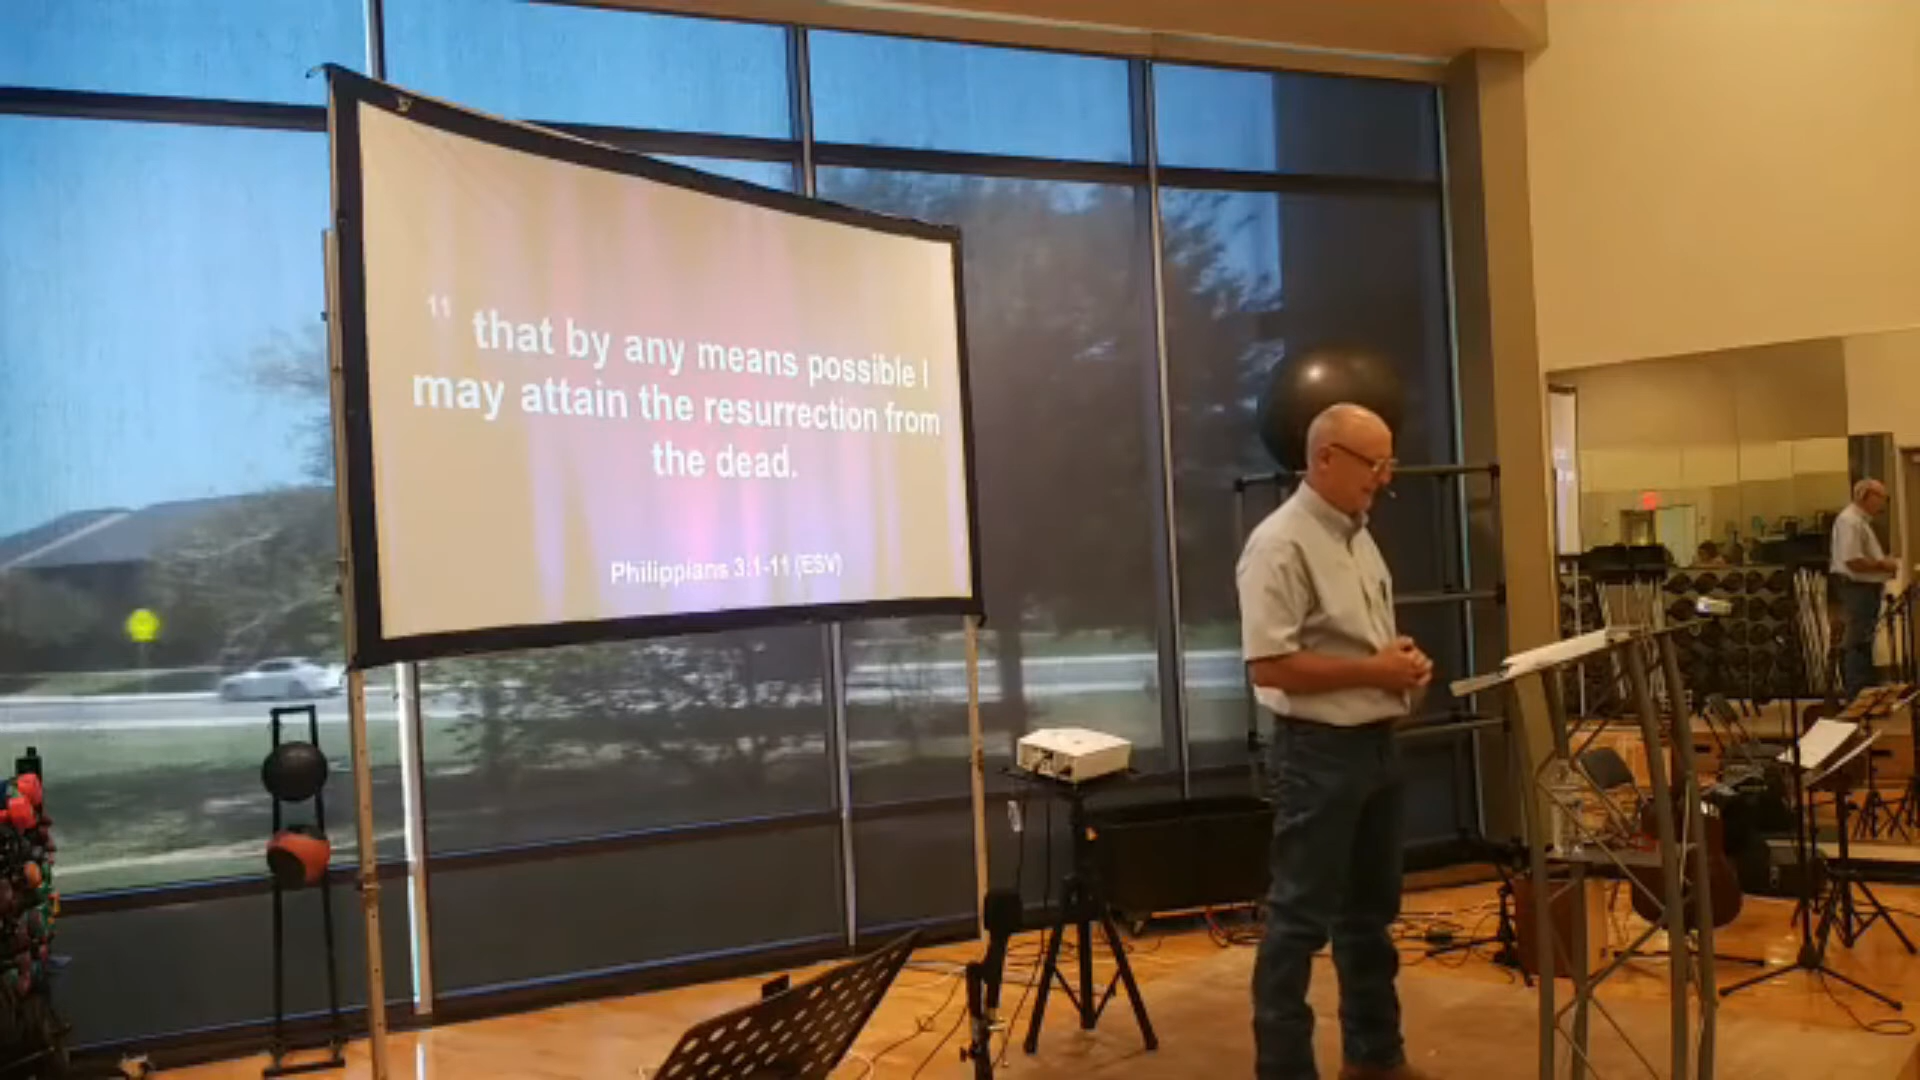 11 that by any means possible I
may attain the resurrection from
the dead.
Philippians 3:1-11 (ESV)